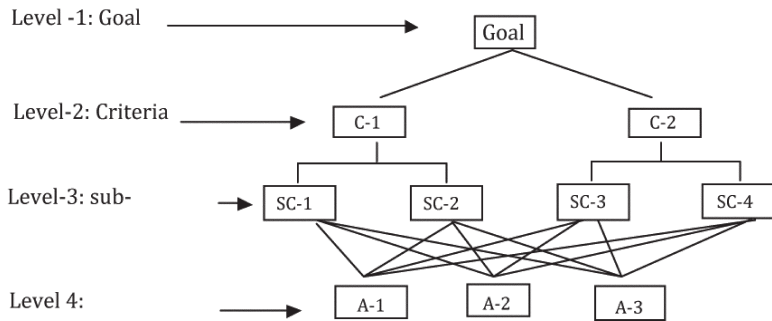 Level -1: Goal
Goal
Level-2: Criteria
C-1
C-2
Level-3: sub-
SC-1
SC-2
SC-3
SC-4
Level 4:
A-1
A-2
A-3